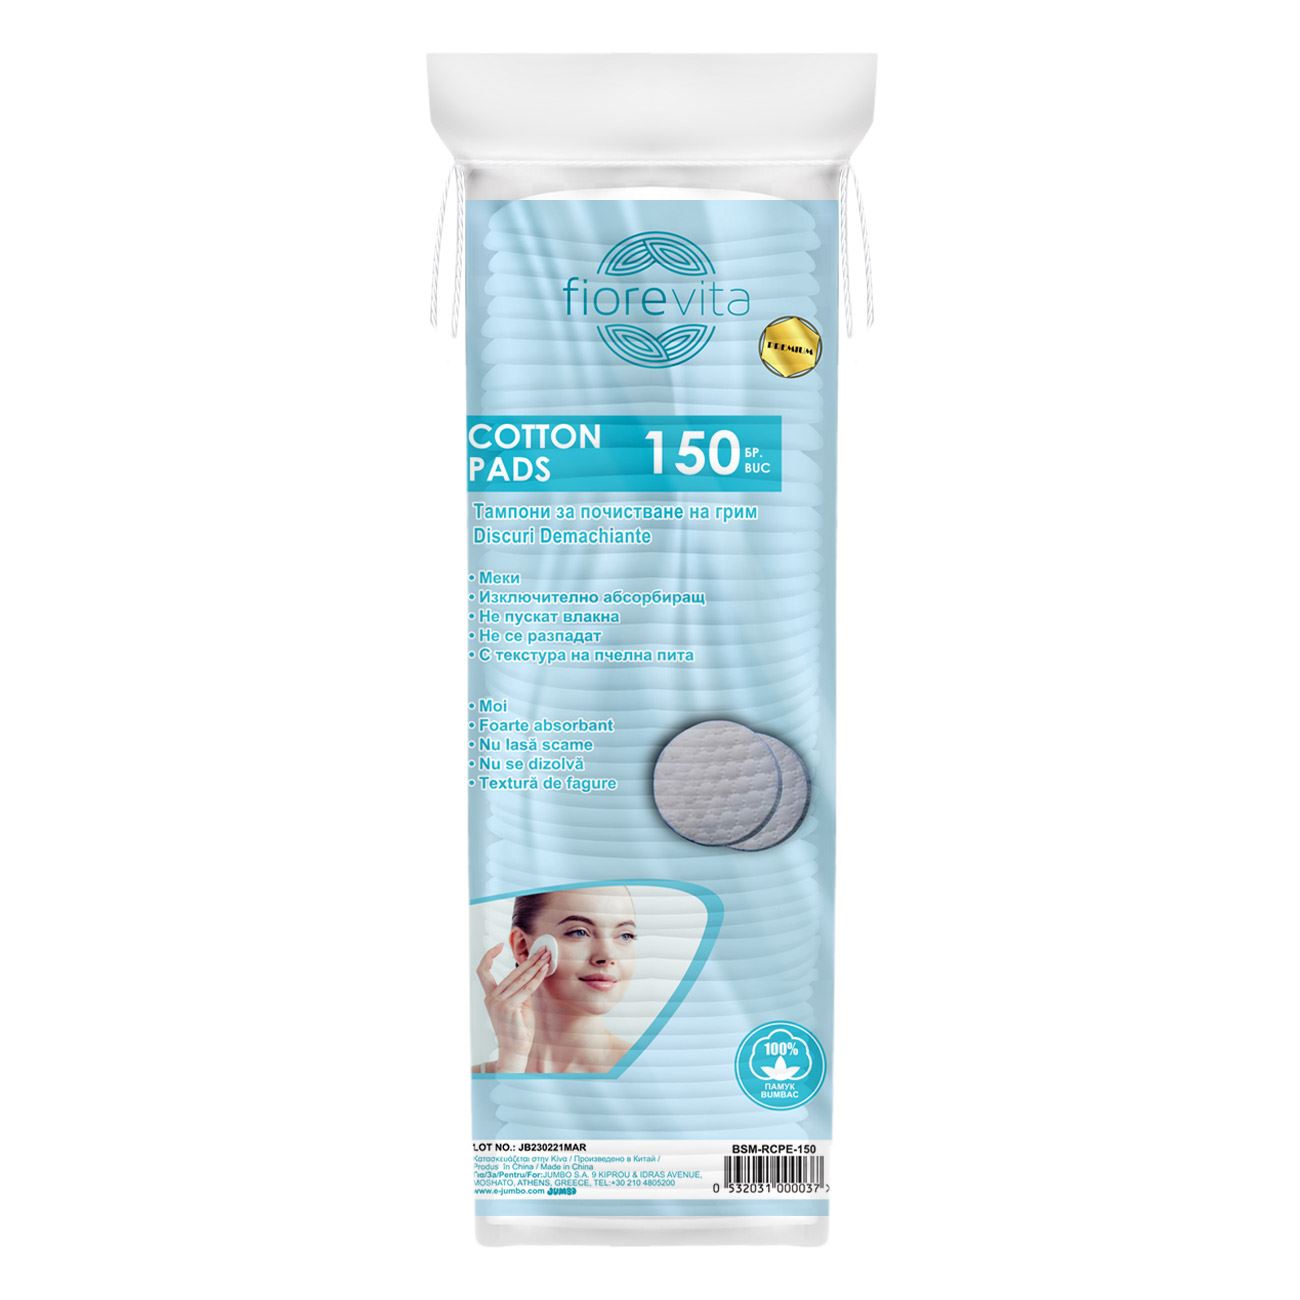 fiorevita
PREMIUM
COTTON
PADS
150 БР.
BUC
Тампони за почистване на грим
Discuri Demachiante
• Меки
• Изключително абсорбиращ
• Не пускат влакна
• Не се разпадат
• С текстура на пчелна пита
• Moi
• Foarte absorbant
• Nu lasă scame
• Nu se dizolvă
• Textură de fagure
100%
ПАМУК
BUMBAC
LOT NO.: JB230221MAR
BSM-RCPE-150
Κατασκευάζεται στην Κίνα / Произведено в Китай /
Produs în China / Made in China
Για/За/Pentru/For:JUMBO S.A. 9 KIPROU & IDRAS AVENUE,
MOSHATO, ATHENS, GREECE, TEL:+30 210 4805200
www.e-jumbo.com JUMBO
0 532031 000037